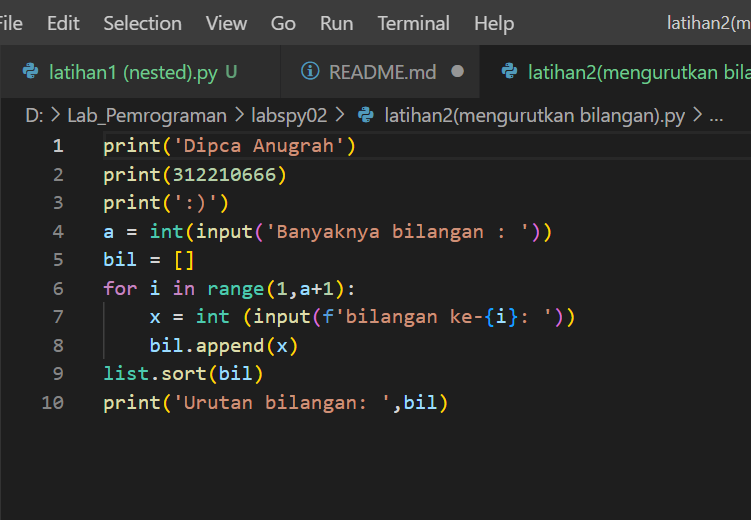 File Edit Selection View Go Run Terminal Help latihan2(m
latihan1 (nested).py U README.md ● latihan2(mengurutkan bila
D: > Lab_Pemrograman > labspy02 > latihan2(mengurutkan bilangan).py > ...
1 print('Dipca Anugrah')
2 print(312210666)
3 print(':)')
4 a = int(input('Banyaknya bilangan : '))
5 bil = []
6 for i in range(1,a+1):
7     x = int (input(f'bilangan ke-{i}: '))
8     bil.append(x)
9 list.sort(bil)
10 print('Urutan bilangan: ',bil)